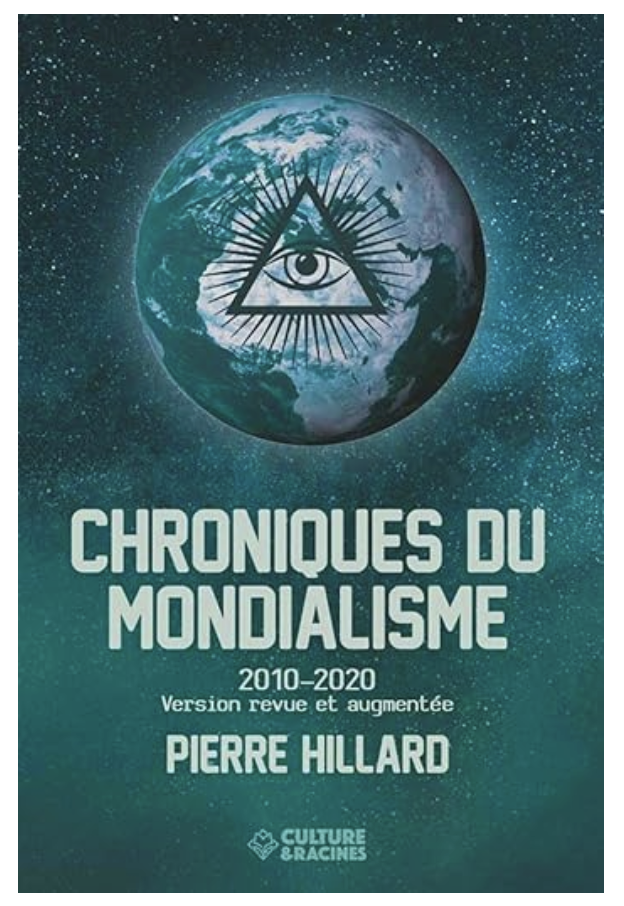 CHRONIQUES DU
MONDIALISME
2010–2020
Version revue et augmentée
PIERRE HILLARD
CULTURE
&RACINES